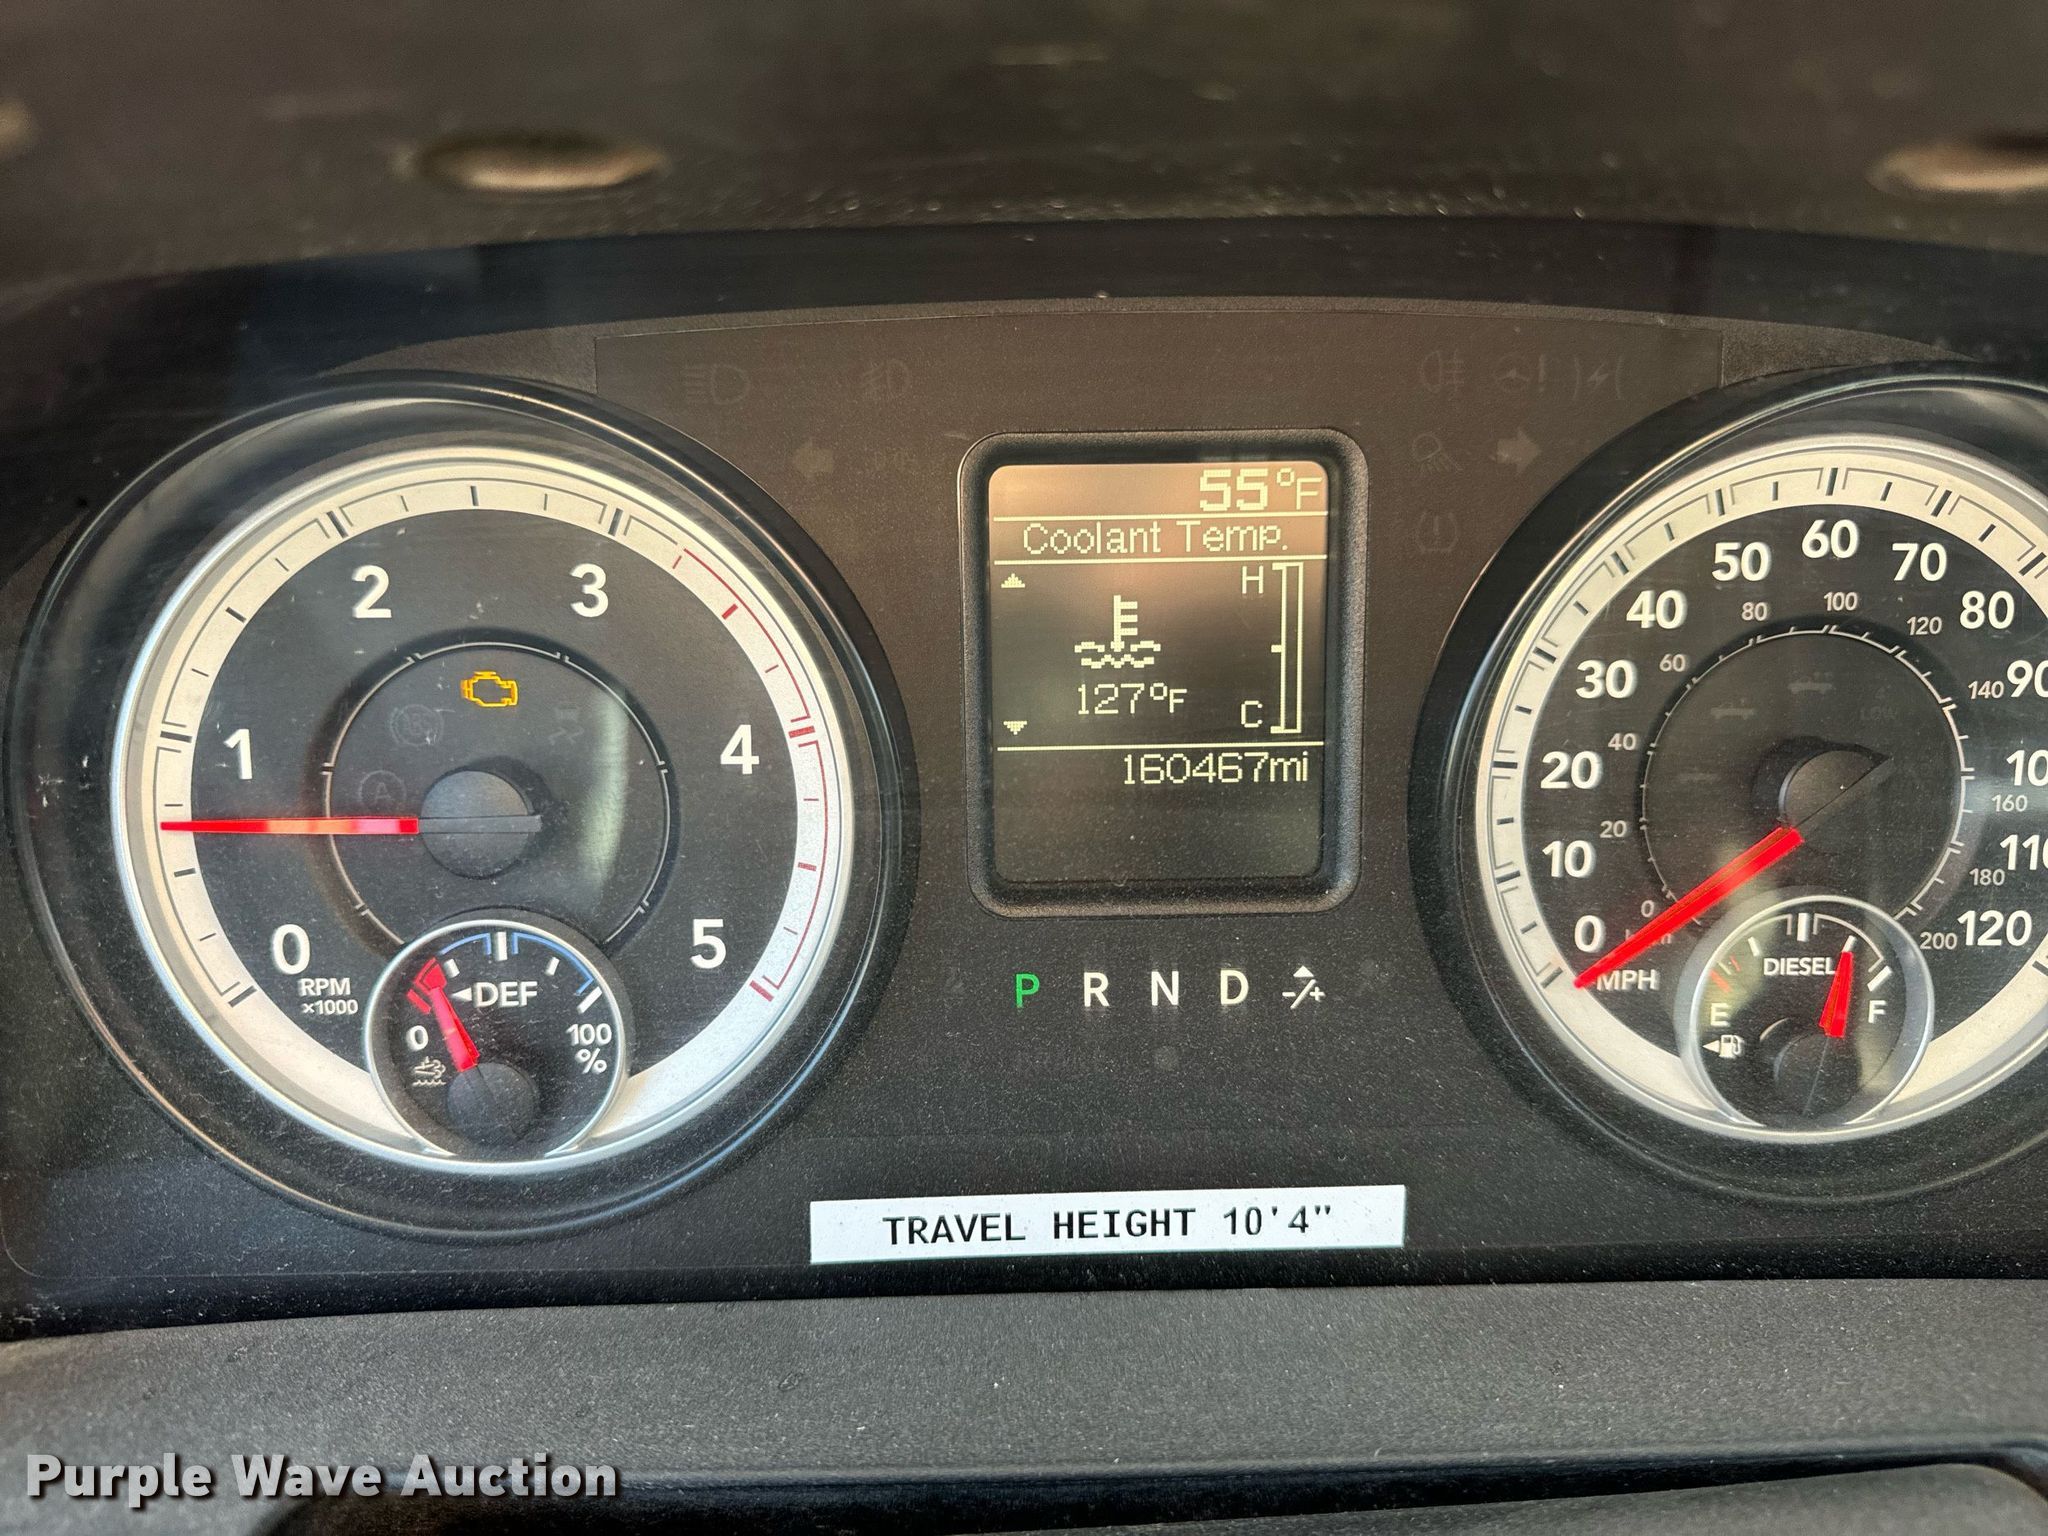 55°F
Coolant Temp.
H
127°F
C
160467mi
0
1
2
3
4
5
RPM
x1000
DEF
0
100
%
0
10
20
30
40
50
60
70
80
90
10
110
120
MPH
0
20
40
60
80
100
120
140
160
180
200
DIESEL
E
F
P R N D -/+
TRAVEL HEIGHT 10'4"
Purple Wave Auction